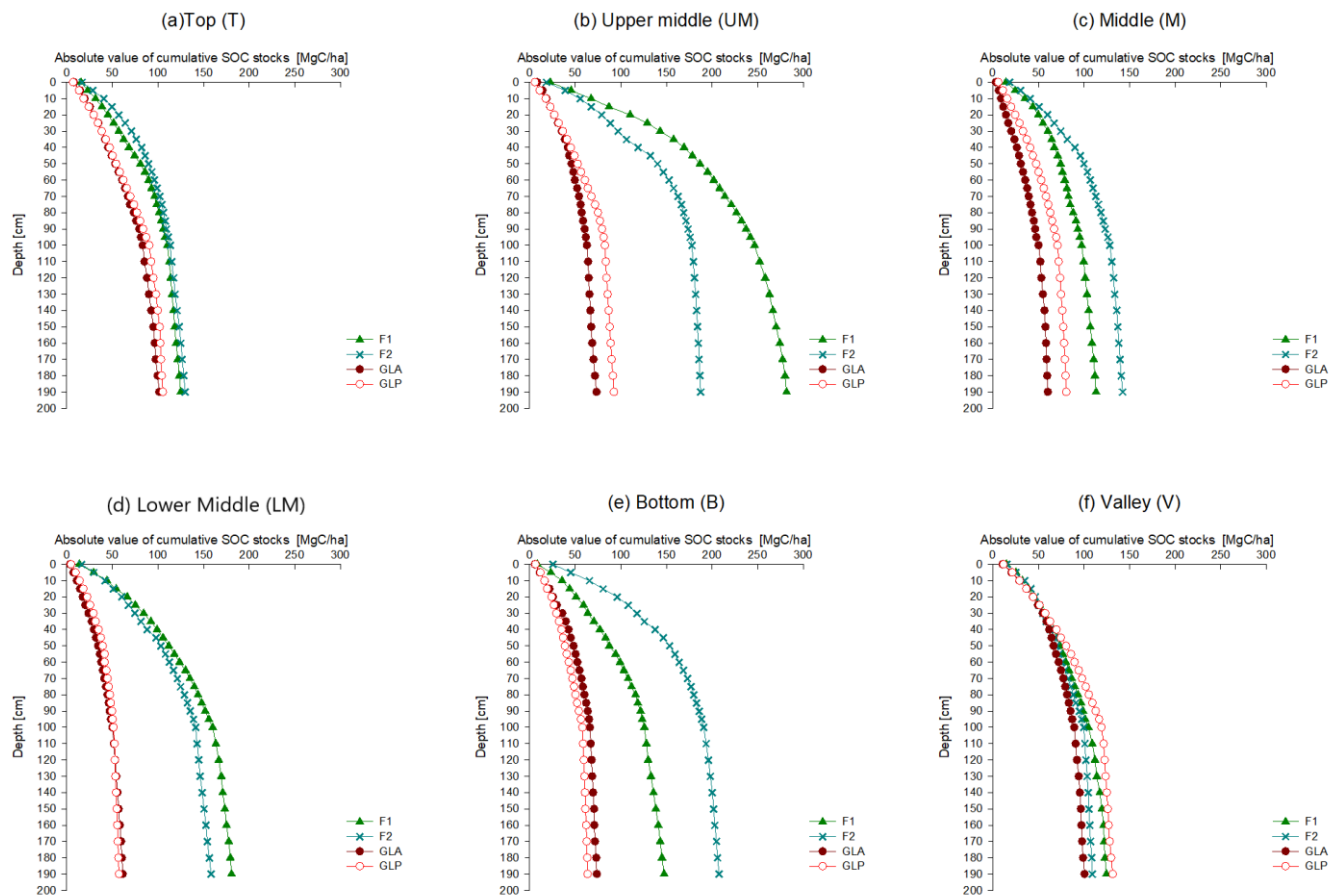 (a)Top (T)
Absolute value of cumulative SOC stocks [MgC/ha]
0 50 100 150 200 250 300
Depth [cm]
0
10
20
30
40
50
60
70
80
90
100
110
120
130
140
150
160
170
180
190
200
F1
F2
GLA
GLP
(b) Upper middle (UM)
Absolute value of cumulative SOC stocks [MgC/ha]
0 50 100 150 200 250 300
Depth [cm]
0
10
20
30
40
50
60
70
80
90
100
110
120
130
140
150
160
170
180
190
200
F1
F2
GLA
GLP
(c) Middle (M)
Absolute value of cumulative SOC stocks [MgC/ha]
0 50 100 150 200 250 300
Depth [cm]
0
10
20
30
40
50
60
70
80
90
100
110
120
130
140
150
160
170
180
190
200
F1
F2
GLA
GLP
(d) Lower Middle (LM)
Absolute value of cumulative SOC stocks [MgC/ha]
0 50 100 150 200 250 300
Depth [cm]
0
10
20
30
40
50
60
70
80
90
100
110
120
130
140
150
160
170
180
190
200
F1
F2
GLA
GLP
(e) Bottom (B)
Absolute value of cumulative SOC stocks [MgC/ha]
0 50 100 150 200 250 300
Depth [cm]
0
10
20
30
40
50
60
70
80
90
100
110
120
130
140
150
160
170
180
190
200
F1
F2
GLA
GLP
(f) Valley (V)
Absolute value of cumulative SOC stocks [MgC/ha]
0 50 100 150 200 250 300
Depth [cm]
0
10
20
30
40
50
60
70
80
90
100
110
120
130
140
150
160
170
180
190
200
F1
F2
GLA
GLP